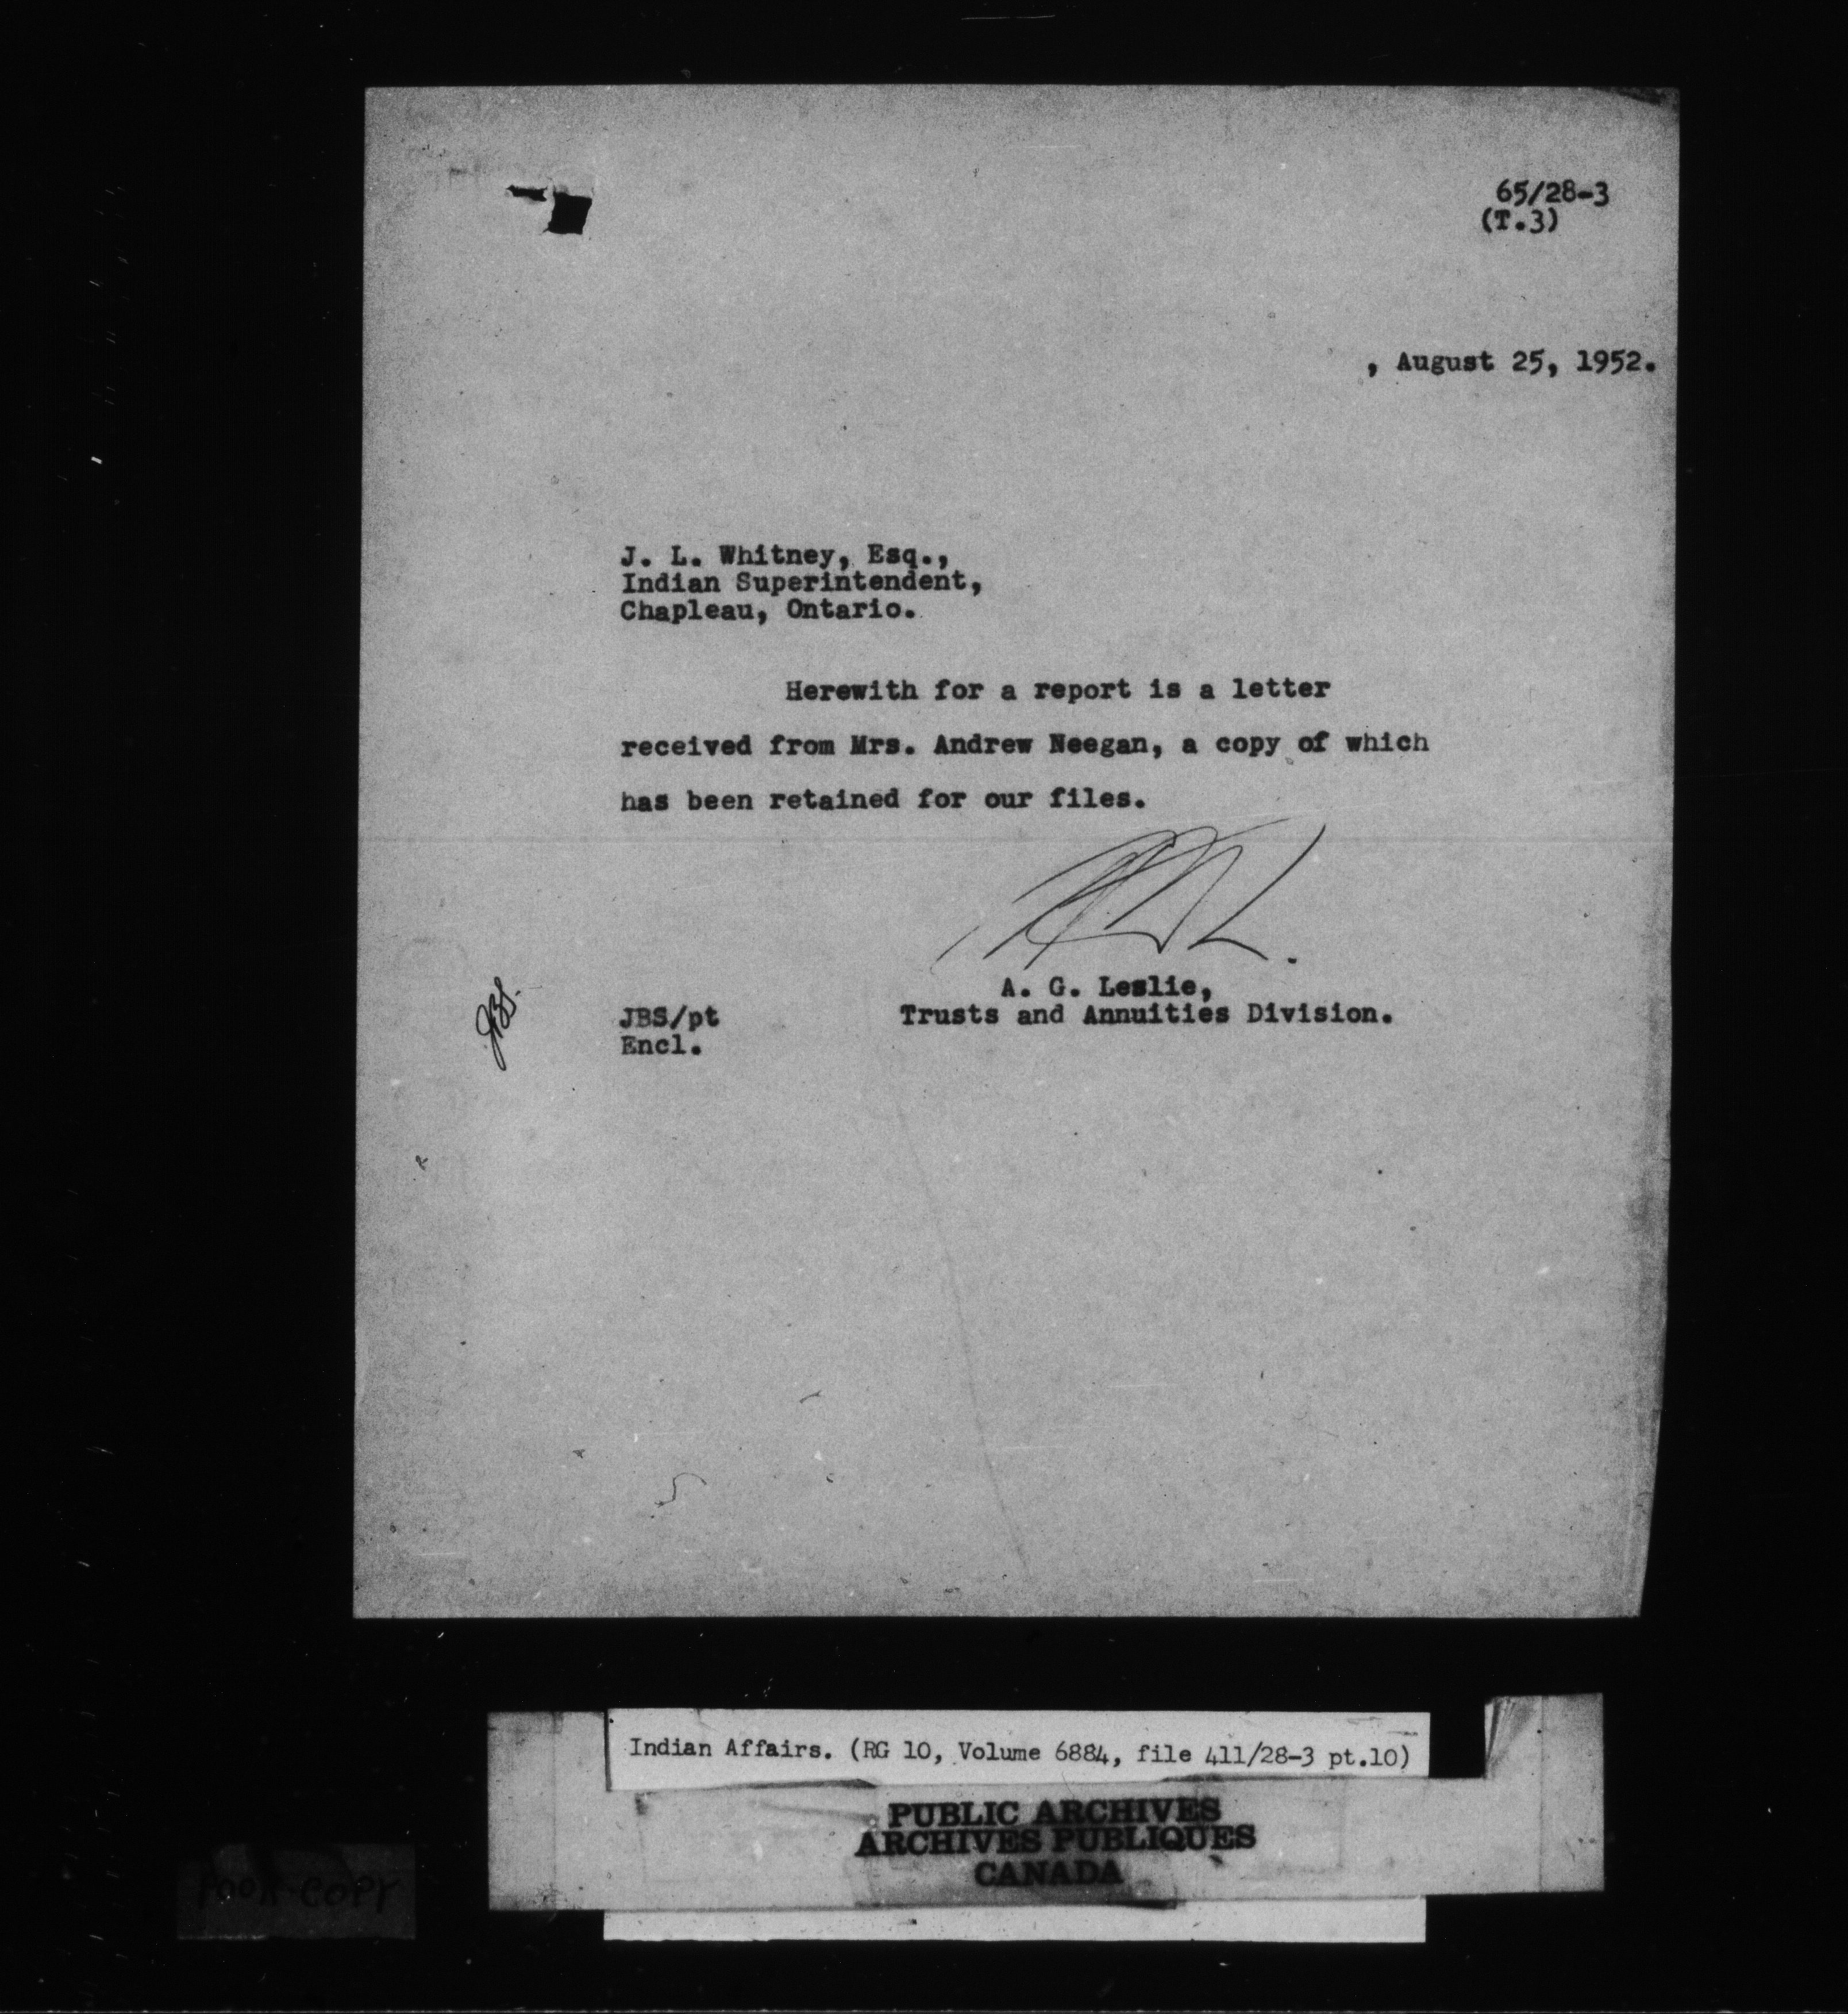 65/28-3
(T.3)
, August 25, 1952.
J. L. Whitney, Esq.,
Indian Superintendent,
Chapleau, Ontario.
Herewith for a report is a letter
received from Mrs. Andrew Neegan, a copy of which
has been retained for our files.
A. G. Leslie,
Trusts and Annuities Division.
JBS.
JBS/pt
Encl.
Indian Affairs. (RG 10, Volume 6884, file 411/28-3 pt.10)
PUBLIC ARCHIVES
ARCHIVES PUBLIQUES
CANADA
POOR COPY